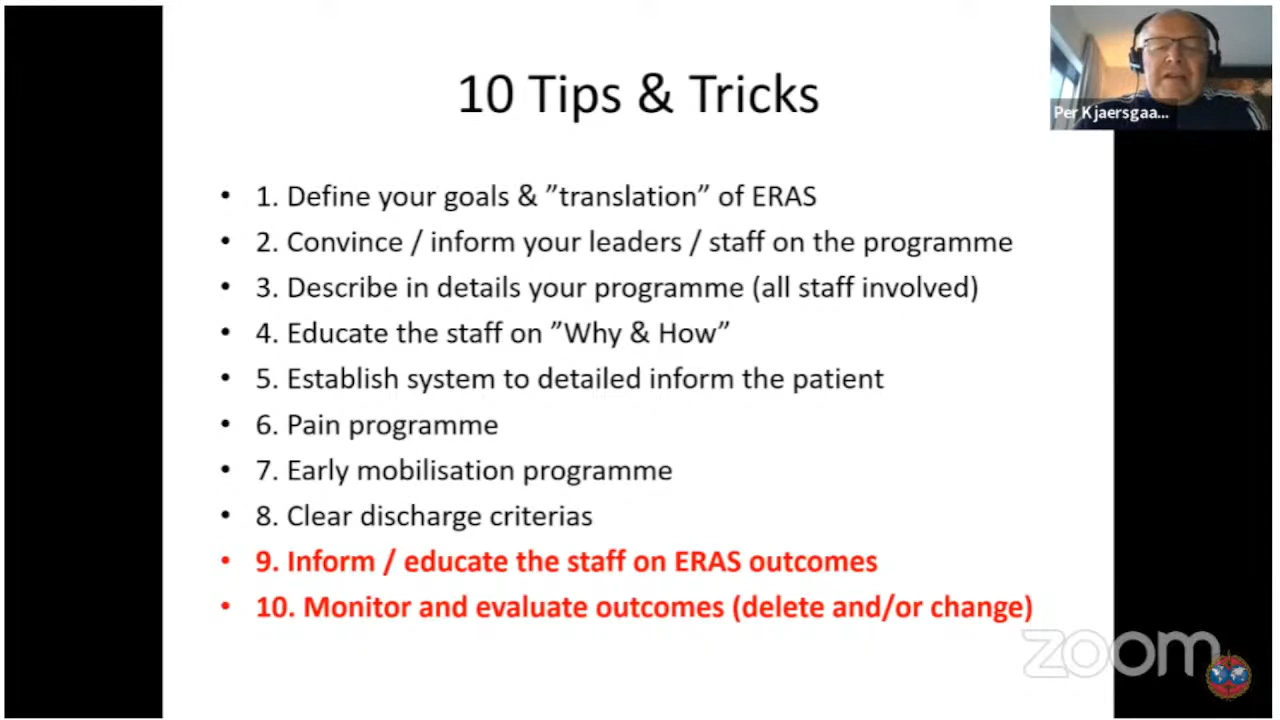 10 Tips & Tricks
Per Kjaersgaa...
• 1. Define your goals & ”translation” of ERAS
• 2. Convince / inform your leaders / staff on the programme
• 3. Describe in details your programme (all staff involved)
• 4. Educate the staff on ”Why & How”
• 5. Establish system to detailed inform the patient
• 6. Pain programme
• 7. Early mobilisation programme
• 8. Clear discharge criterias
• 9. Inform / educate the staff on ERAS outcomes
• 10. Monitor and evaluate outcomes (delete and/or change)
zoom